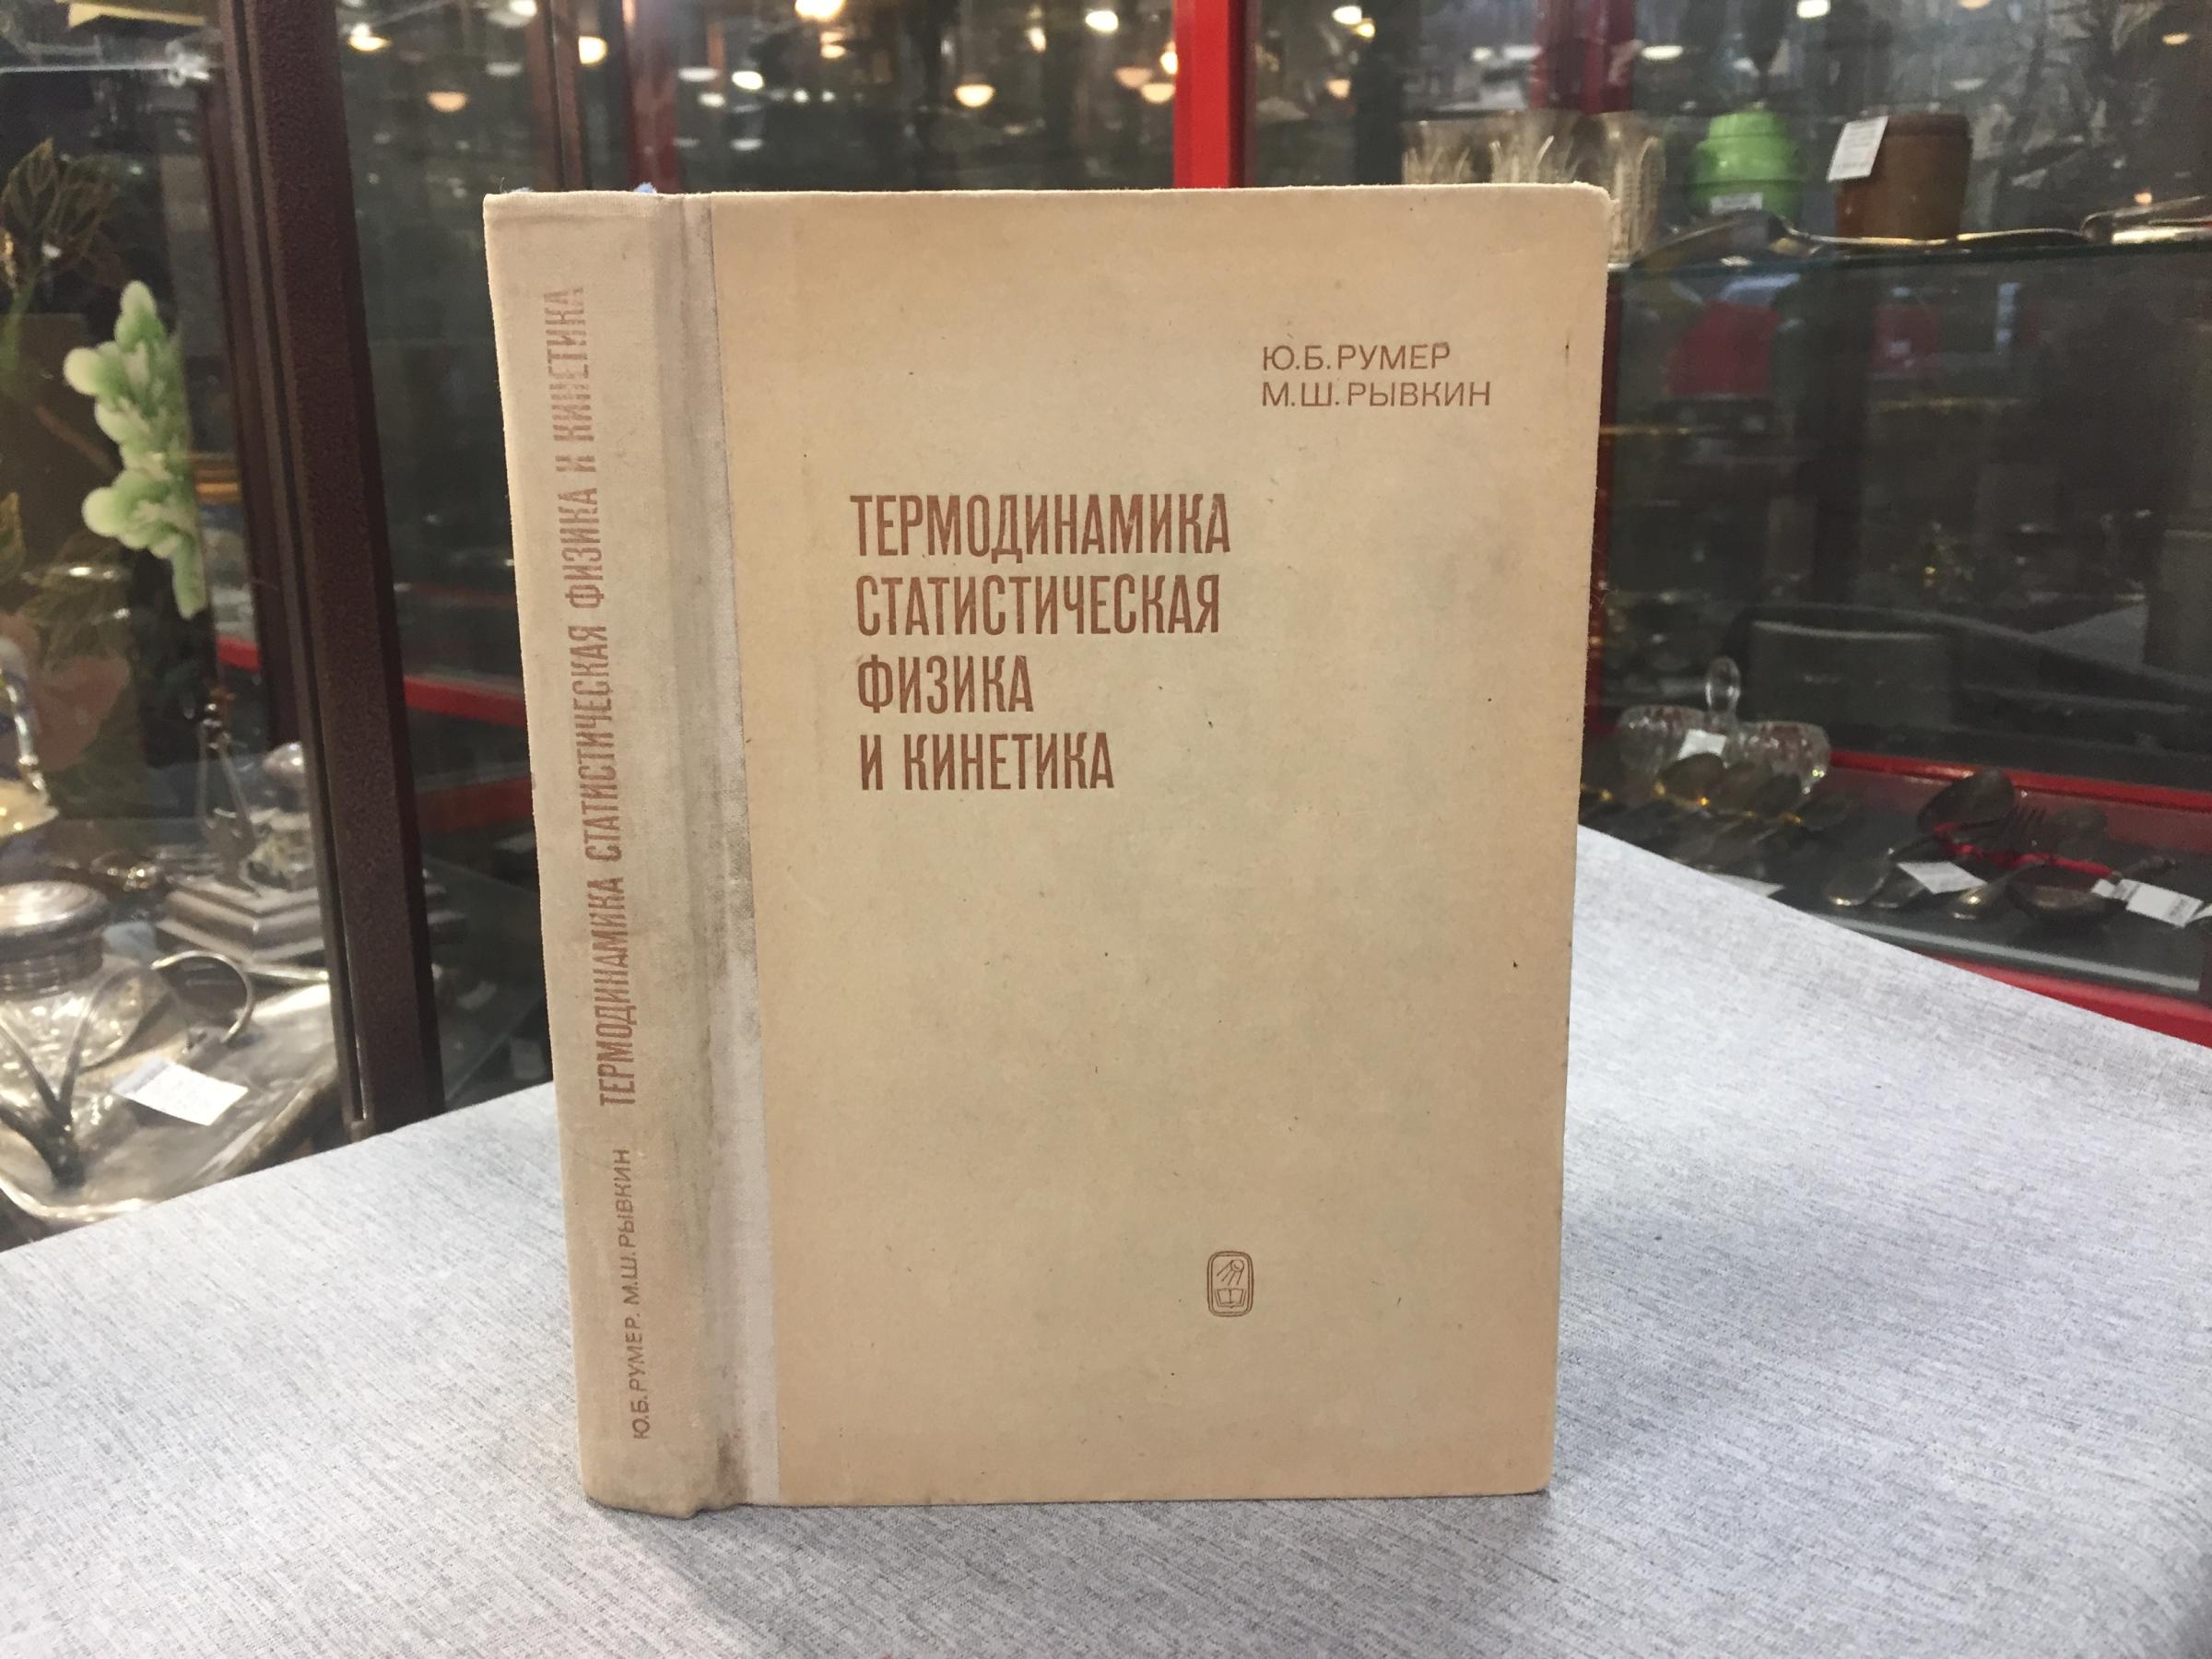 Ю.Б.РУМЕР
М.Ш.РЫВКИН
ТЕРМОДИНАМИКА
СТАТИСТИЧЕСКАЯ
ФИЗИКА
И КИНЕТИКА
Ю.Б.РУМЕР. М.Ш.РЫВКИН ТЕРМОДИНАМИКА СТАТИСТИЧЕСКАЯ ФИЗИКА И КИНЕТИКА